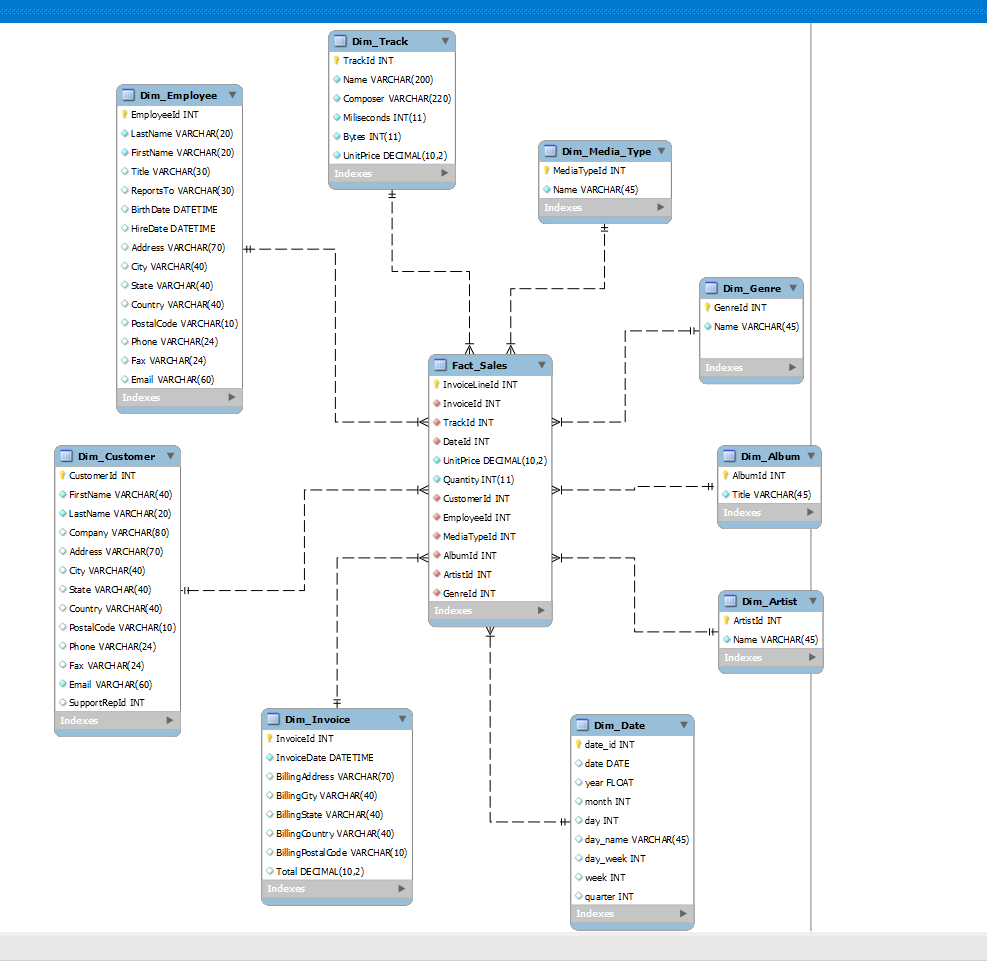 Dim_Track
TrackId INT
Name VARCHAR(200)
Composer VARCHAR(220)
Miliseconds INT(11)
Bytes INT(11)
UnitPrice DECIMAL(10,2)
Indexes
Dim_Employee
EmployeeId INT
LastName VARCHAR(20)
FirstName VARCHAR(20)
Title VARCHAR(30)
ReportsTo VARCHAR(30)
BirthDate DATETIME
HireDate DATETIME
Address VARCHAR(70)
City VARCHAR(40)
State VARCHAR(40)
Country VARCHAR(40)
PostalCode VARCHAR(10)
Phone VARCHAR(24)
Fax VARCHAR(24)
Email VARCHAR(60)
Indexes
Dim_Media_Type
MediaTypeId INT
Name VARCHAR(45)
Indexes
Dim_Genre
GenreId INT
Name VARCHAR(45)
Indexes
Fact_Sales
InvoiceLineId INT
InvoiceId INT
TrackId INT
DateId INT
UnitPrice DECIMAL(10,2)
Quantity INT(11)
CustomerId INT
EmployeeId INT
MediaTypeId INT
AlbumId INT
ArtistId INT
GenreId INT
Indexes
Dim_Customer
CustomerId INT
FirstName VARCHAR(40)
LastName VARCHAR(20)
Company VARCHAR(80)
Address VARCHAR(70)
City VARCHAR(40)
State VARCHAR(40)
Country VARCHAR(40)
PostalCode VARCHAR(10)
Phone VARCHAR(24)
Fax VARCHAR(24)
Email VARCHAR(60)
SupportRepId INT
Indexes
Dim_Album
AlbumId INT
Title VARCHAR(45)
Indexes
Dim_Artist
ArtistId INT
Name VARCHAR(45)
Indexes
Dim_Invoice
InvoiceId INT
InvoiceDate DATETIME
BillingAddress VARCHAR(70)
BillingCity VARCHAR(40)
BillingState VARCHAR(40)
BillingCountry VARCHAR(40)
BillingPostalCode VARCHAR(10)
Total DECIMAL(10,2)
Indexes
Dim_Date
date_id INT
date DATE
year FLOAT
month INT
day INT
day_name VARCHAR(45)
day_week INT
week INT
quarter INT
Indexes